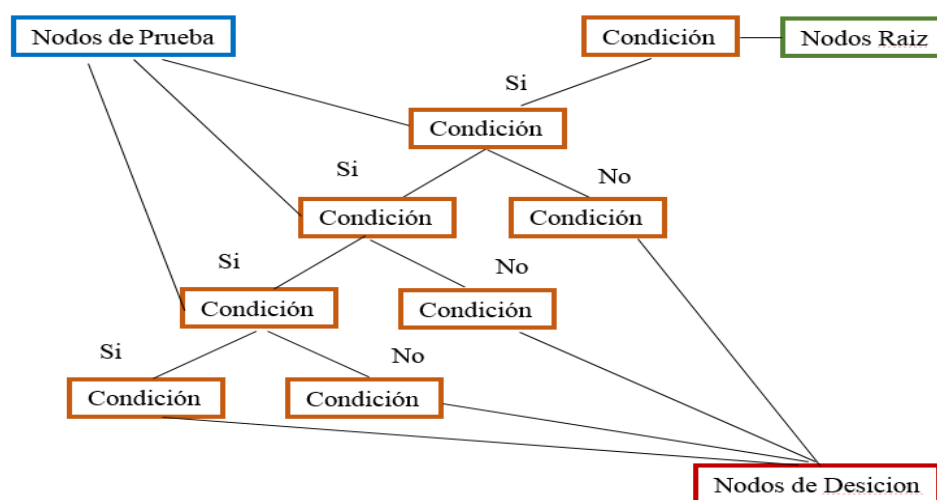 Nodos de Prueba
Condición
Nodos Raiz
Si
Condición
Si
No
Condición
Condición
Si
No
Condición
Condición
Si
No
Condición
Condición
Nodos de Desicion